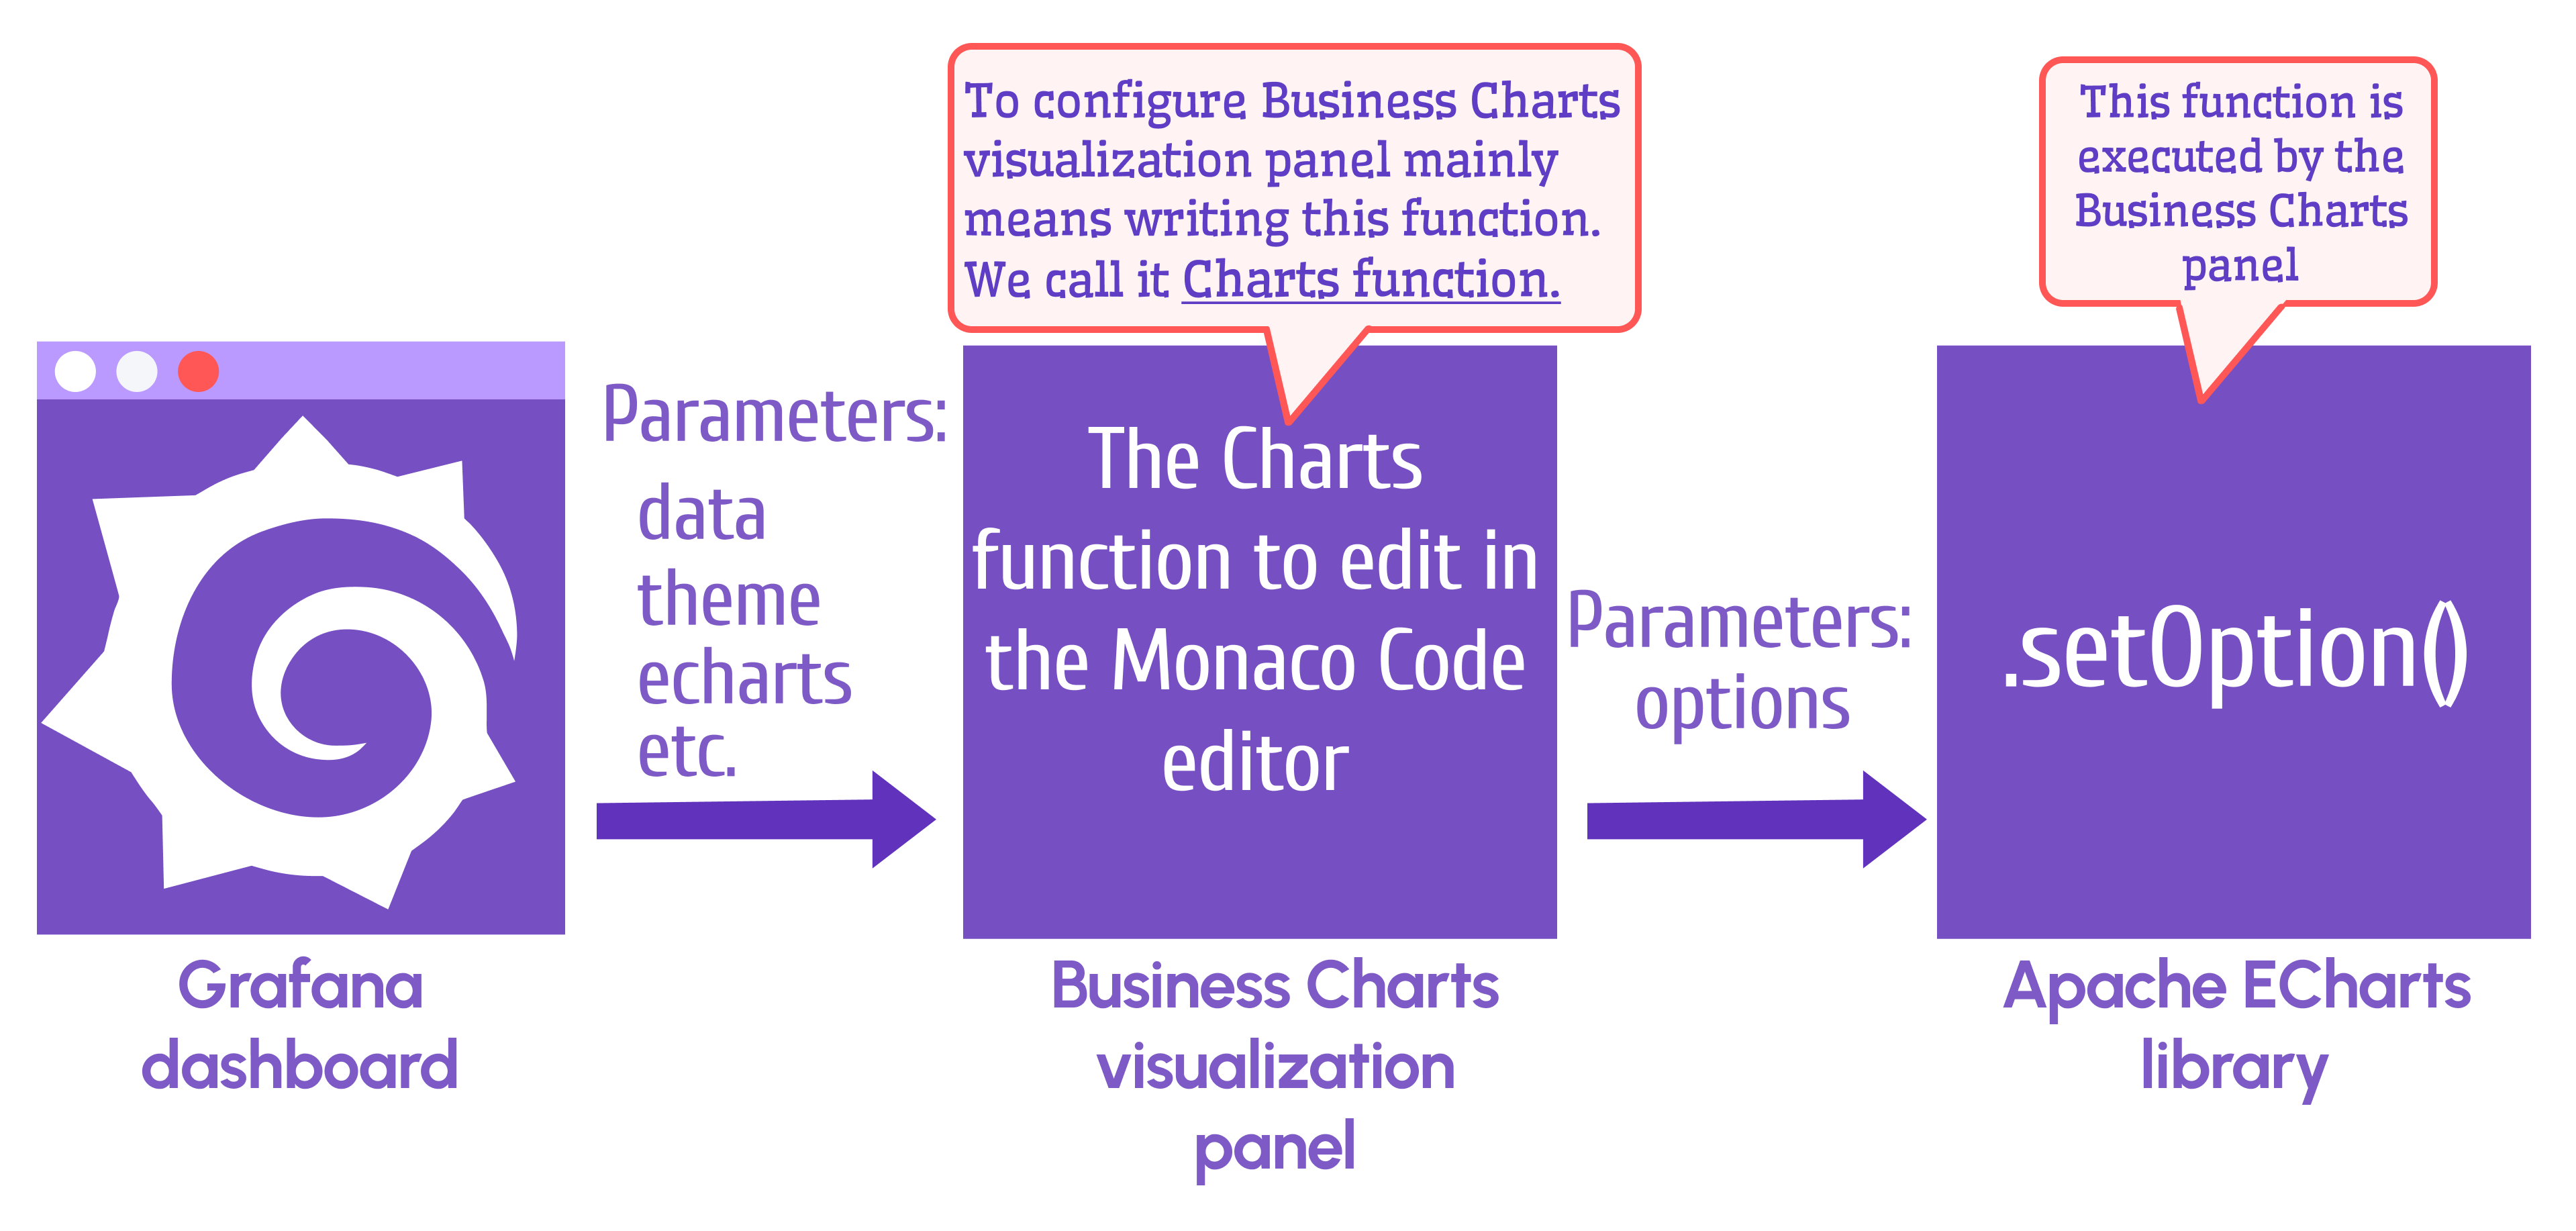 To configure Business Charts
visualization panel mainly
means writing this function.
We call it Charts function.
This function is
executed by the
Business Charts
panel
Parameters:
data
theme
echarts
etc.
The Charts
function to edit in
the Monaco Code
editor
Parameters:
options
.setOption()
Grafana
dashboard
Business Charts
visualization
panel
Apache ECharts
library